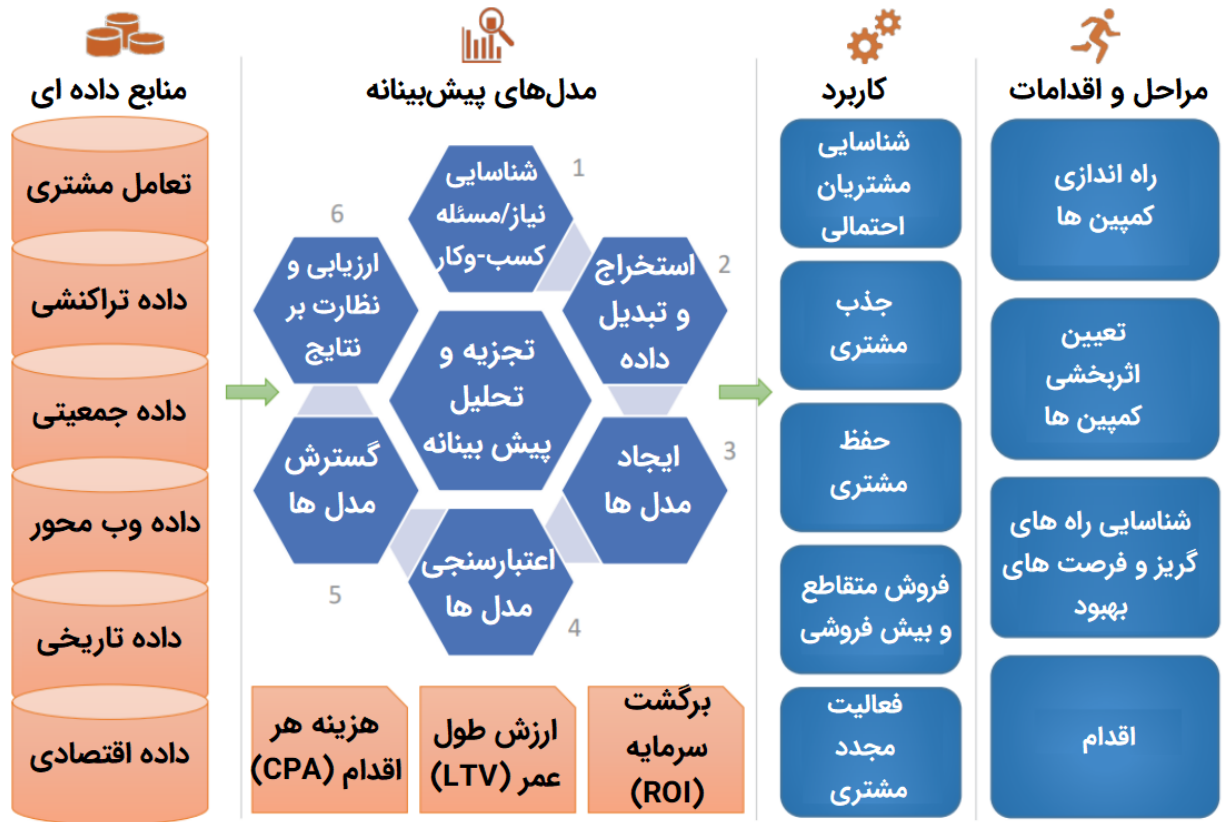 منابع داده ای
تعامل مشتری
داده تراکنشی
داده جمعیتی
داده وب محور
داده تاریخی
داده اقتصادی
مدل‌های پیش‌بینانه
1
شناسایی
نیاز/مسئله
کسب-وکار
2
استخراج
و تبدیل
داده
3
ایجاد
مدل ها
4
اعتبارسنجی
مدل ها
5
گسترش
مدل ها
6
ارزیابی و
نظارت بر
نتایج
تجزیه و
تحلیل
پیش بینانه
هزینه هر
اقدام (CPA)
ارزش طول
عمر (LTV)
برگشت
سرمایه
(ROI)
کاربرد
شناسایی
مشتریان
احتمالی
جذب
مشتری
حفظ
مشتری
فروش متقاطع
و بیش فروشی
فعالیت
مجدد
مشتری
مراحل و اقدامات
راه اندازی
کمپین ها
تعیین
اثربخشی
کمپین ها
شناسایی راه های
گریز و فرصت های
بهبود
اقدام